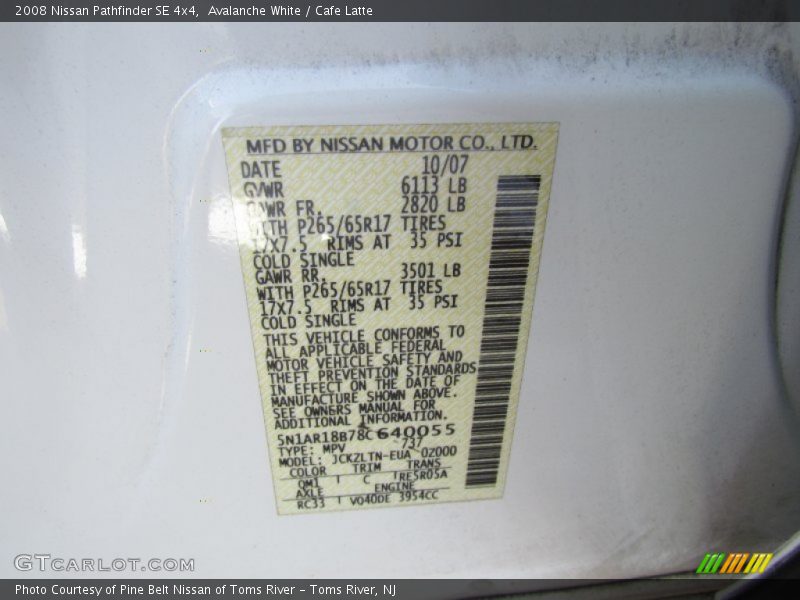 2008 Nissan Pathfinder SE 4x4, Avalanche White / Cafe Latte
MFD BY NISSAN MOTOR CO., LTD.
DATE 10/07
GVWR 6113 LB
GAWR FR. 2820 LB
WITH P265/65R17 TIRES
17X7.5 RIMS AT 35 PSI
COLD SINGLE
GAWR RR. 3501 LB
WITH P265/65R17 TIRES
17X7.5 RIMS AT 35 PSI
COLD SINGLE
THIS VEHICLE CONFORMS TO
ALL APPLICABLE FEDERAL
MOTOR VEHICLE SAFETY AND
THEFT PREVENTION STANDARDS
IN EFFECT ON THE DATE OF
MANUFACTURE SHOWN ABOVE.
SEE OWNERS MANUAL FOR
ADDITIONAL INFORMATION.
5N1AR18B78C640055
TYPE: MPV 737
MODEL: JCKZLTN-EUA 0Z000
COLOR TRIM TRANS
QM1 C TRE5R05A
AXLE ENGINE
RC33 VQ40DE 3954CC
GTCARLOT.COM
Photo Courtesy of Pine Belt Nissan of Toms River – Toms River, NJ